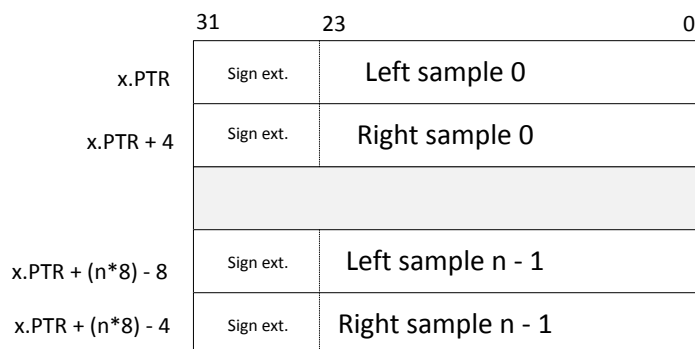 31 23 0
x.PTR Sign ext. Left sample 0
x.PTR + 4 Sign ext. Right sample 0
x.PTR + (n*8) - 8 Sign ext. Left sample n - 1
x.PTR + (n*8) - 4 Sign ext. Right sample n - 1